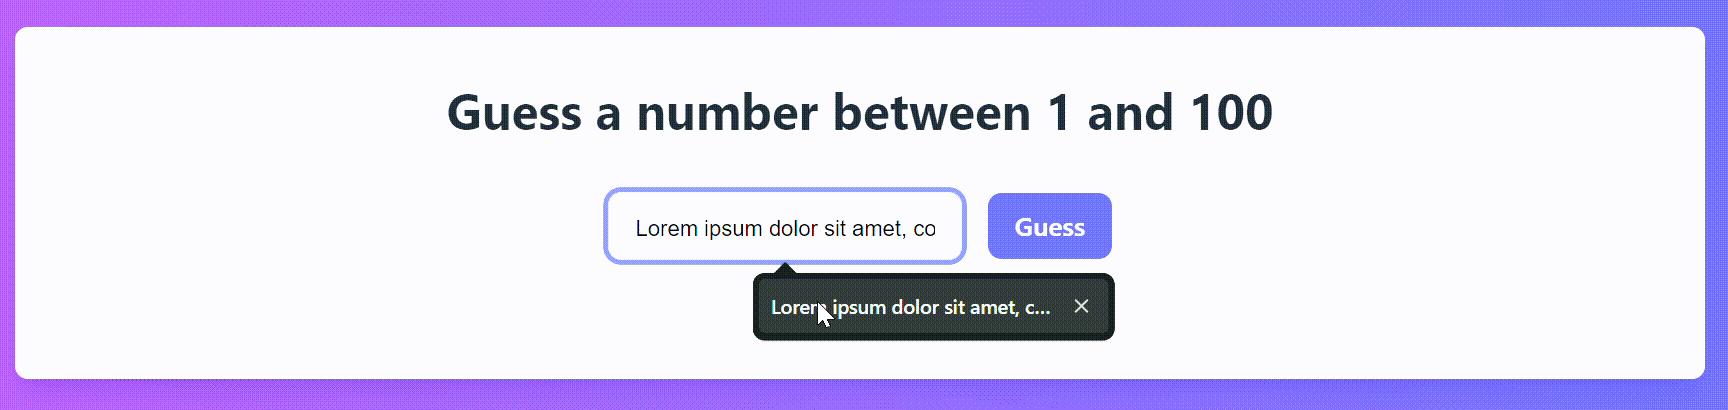 Guess a number between 1 and 100
Lorem ipsum dolor sit amet, co
Guess
Lorem ipsum dolor sit amet, c...